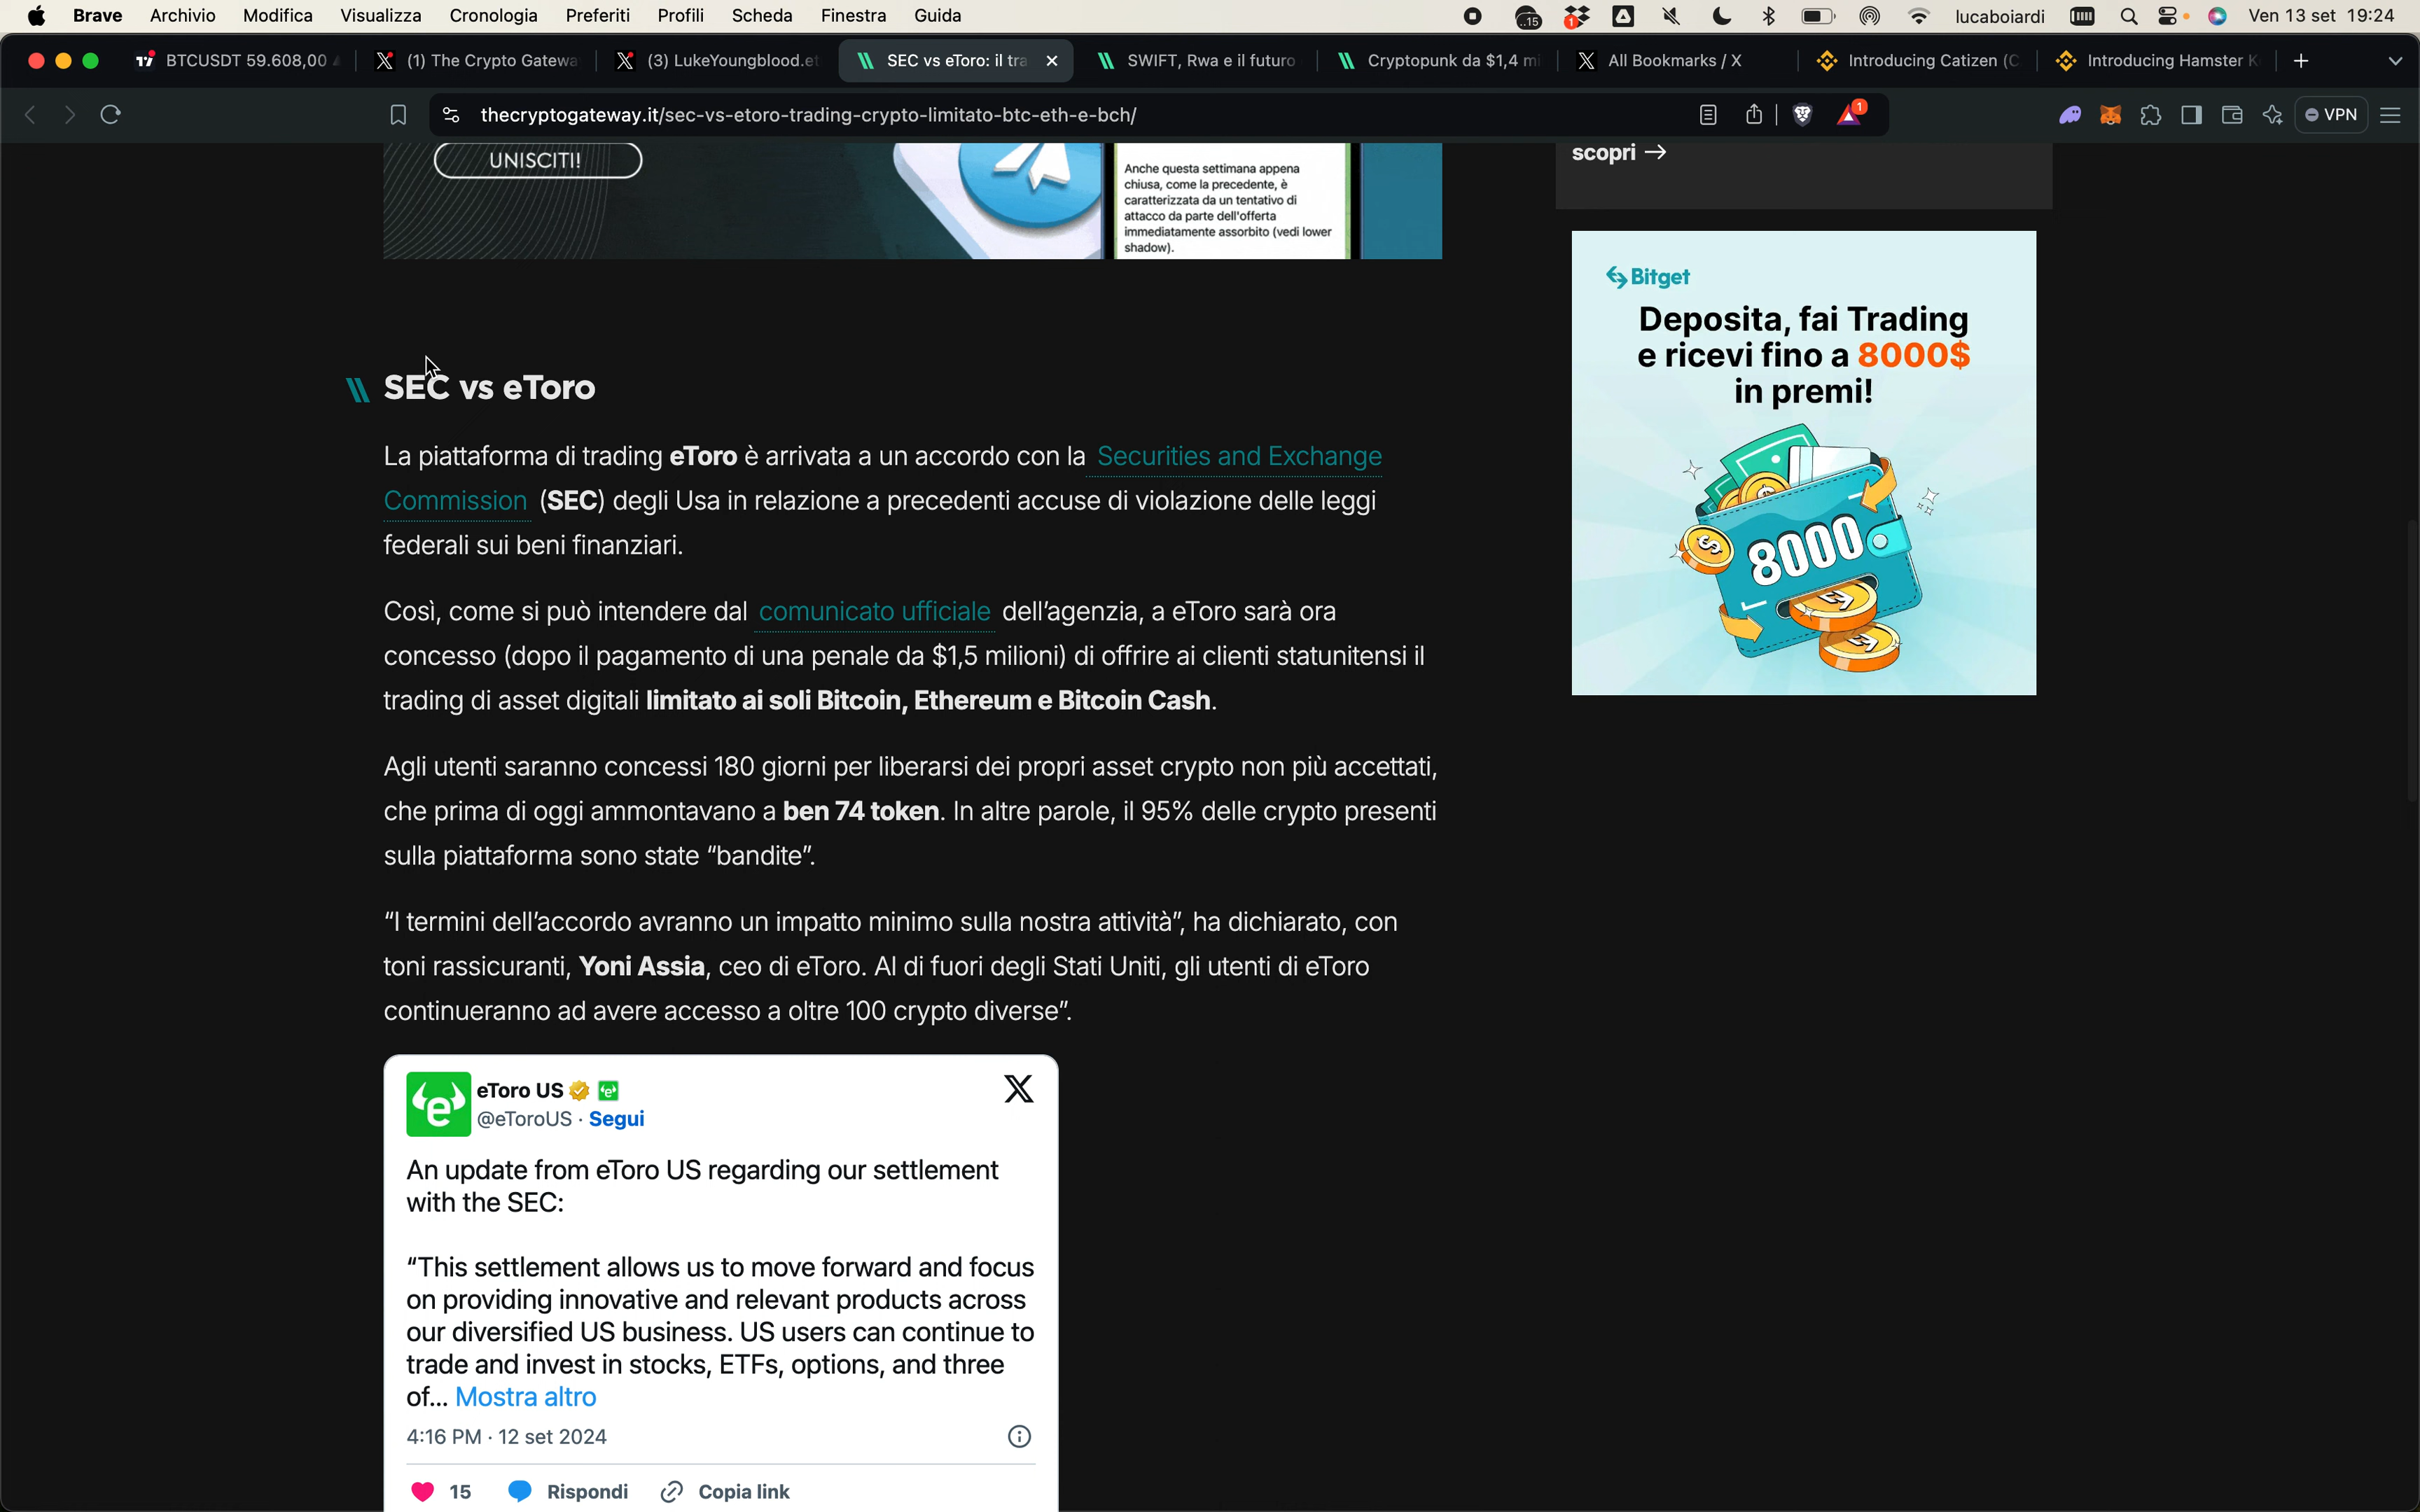 Brave Archivio Modifica Visualizza Cronologia Preferiti Profili Scheda Finestra Guida
..15 1 lucaboiardi Ven 13 set 19:24
BTCUSDT 59.608,00 (1) The Crypto Gatewa (3) LukeYoungblood.et SEC vs eToro: il tra SWIFT, Rwa e il futuro Cryptopunk da $1,4 mi All Bookmarks / X Introducing Catizen (C Introducing Hamster K
thecryptogateway.it/sec-vs-etoro-trading-crypto-limitato-btc-eth-e-bch/ 1 VPN
UNISCITI!
Anche questa settimana appena
chiusa, come la precedente, è
caratterizzata da un tentativo di
attacco da parte dell'offerta
immediatamente assorbito (vedi lower
shadow).
scopri →
Bitget
Deposita, fai Trading
e ricevi fino a 8000$
in premi!
8000
SEC vs eToro
La piattaforma di trading eToro è arrivata a un accordo con la Securities and Exchange
Commission (SEC) degli Usa in relazione a precedenti accuse di violazione delle leggi
federali sui beni finanziari.
Così, come si può intendere dal comunicato ufficiale dell'agenzia, a eToro sarà ora
concesso (dopo il pagamento di una penale da $1,5 milioni) di offrire ai clienti statunitensi il
trading di asset digitali limitato ai soli Bitcoin, Ethereum e Bitcoin Cash.
Agli utenti saranno concessi 180 giorni per liberarsi dei propri asset crypto non più accettati,
che prima di oggi ammontavano a ben 74 token. In altre parole, il 95% delle crypto presenti
sulla piattaforma sono state “bandite”.
“I termini dell'accordo avranno un impatto minimo sulla nostra attività”, ha dichiarato, con
toni rassicuranti, Yoni Assia, ceo di eToro. Al di fuori degli Stati Uniti, gli utenti di eToro
continueranno ad avere accesso a oltre 100 crypto diverse”.
eToro US
@eToroUS · Segui
An update from eToro US regarding our settlement
with the SEC:
“This settlement allows us to move forward and focus
on providing innovative and relevant products across
our diversified US business. US users can continue to
trade and invest in stocks, ETFs, options, and three
of... Mostra altro
4:16 PM · 12 set 2024
15 Rispondi Copia link